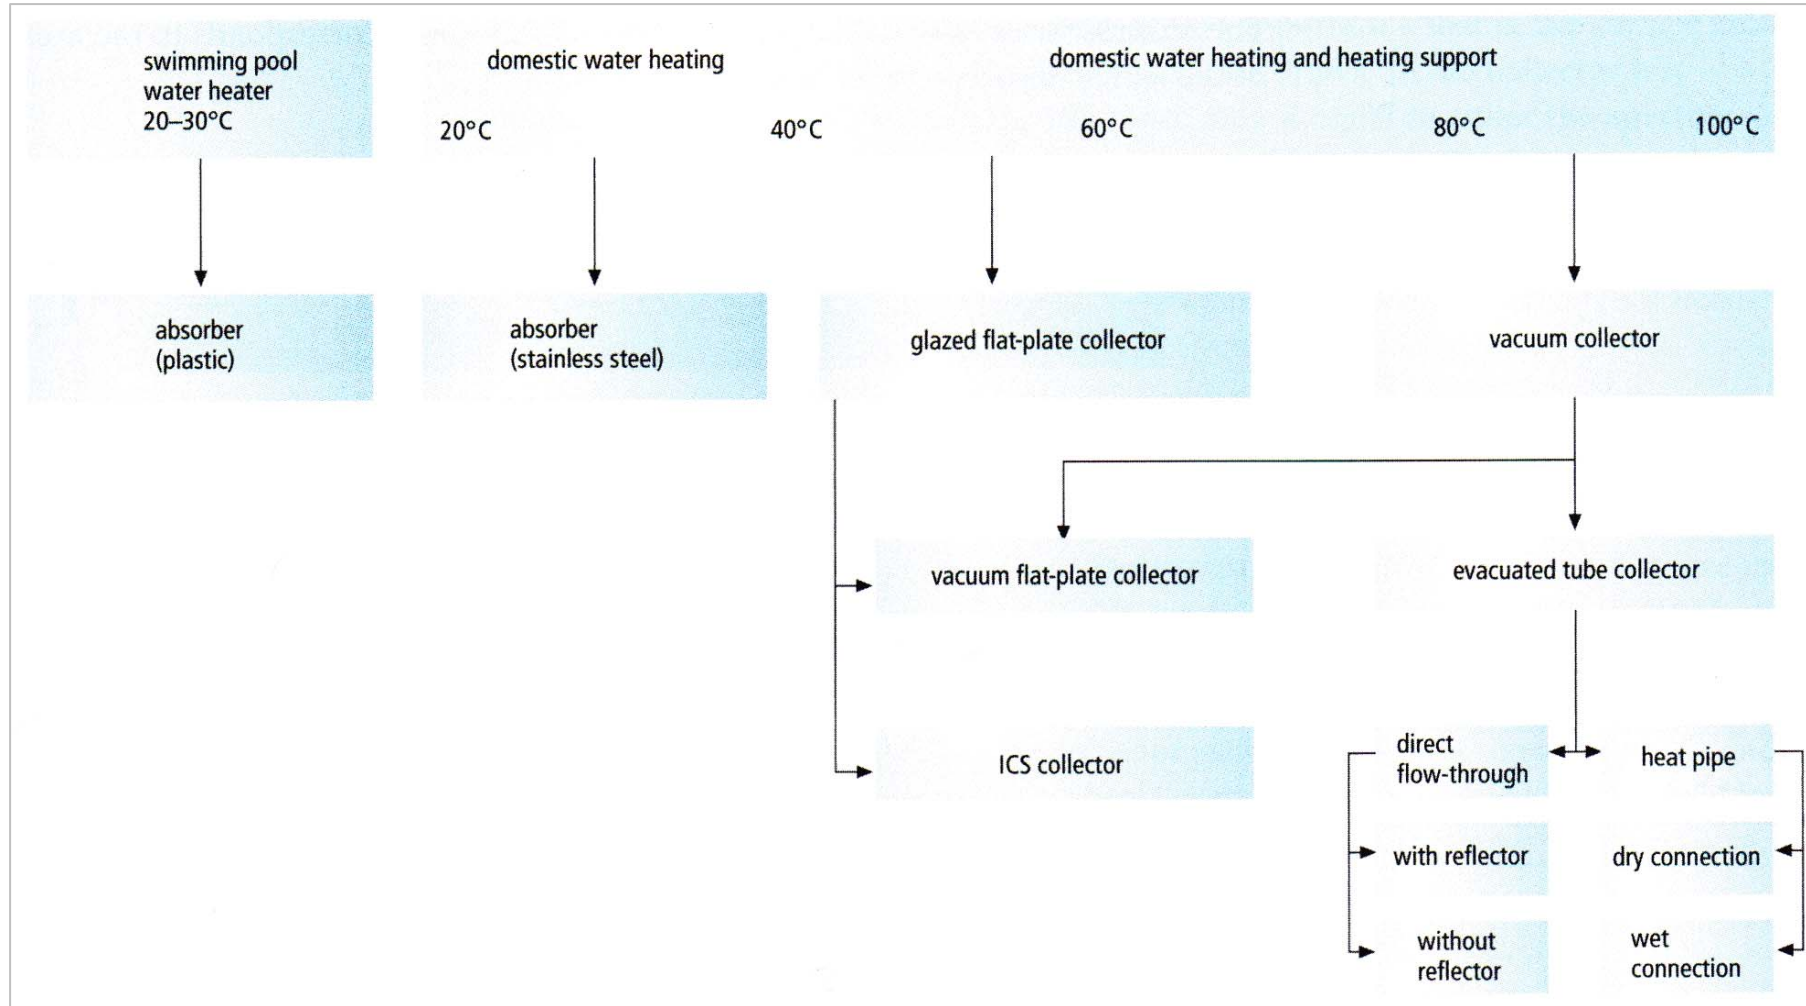 swimming pool
water heater
20–30°C
domestic water heating
domestic water heating and heating support
20°C
40°C
60°C
80°C
100°C
absorber
(plastic)
absorber
(stainless steel)
glazed flat-plate collector
vacuum collector
vacuum flat-plate collector
evacuated tube collector
ICS collector
direct
flow-through
heat pipe
with reflector
dry connection
without
reflector
wet
connection